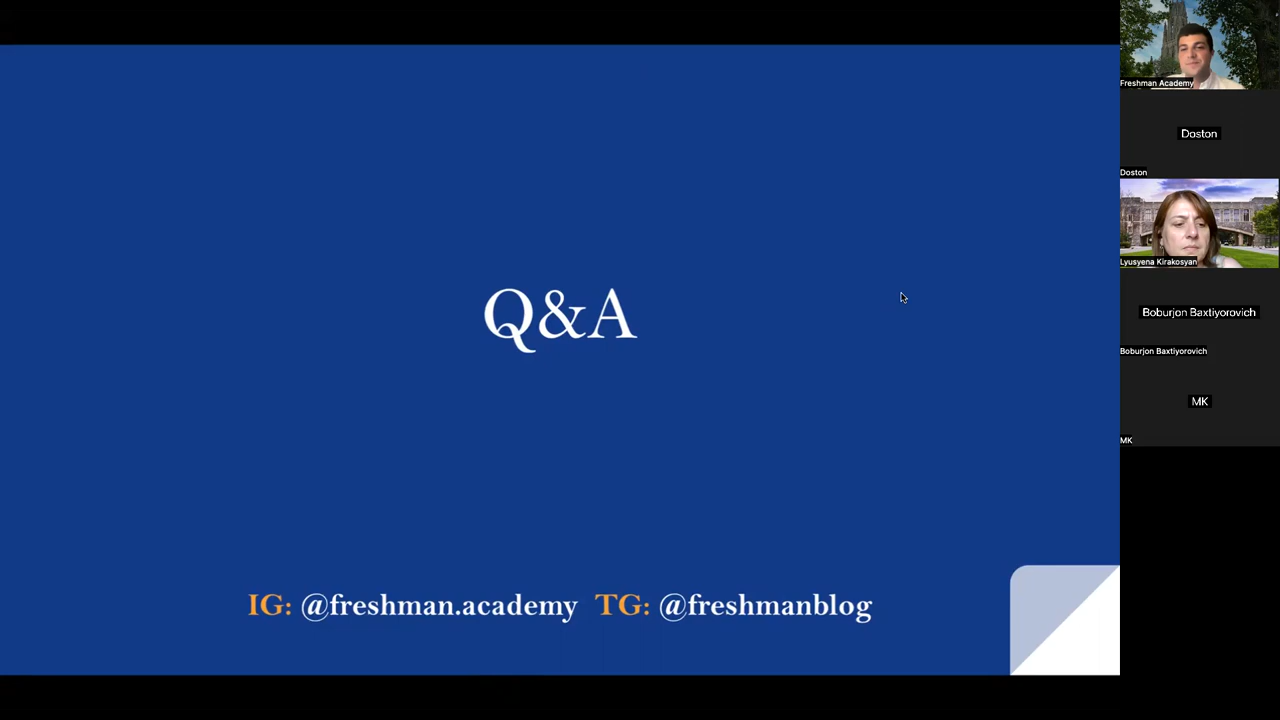 Q&A
IG: @freshman.academy TG: @freshmanblog
Freshman Academy
Doston
Doston
Lyusyena Kirakosyan
Boburjon Baxtiyorovich
Boburjon Baxtiyorovich
MK
MK